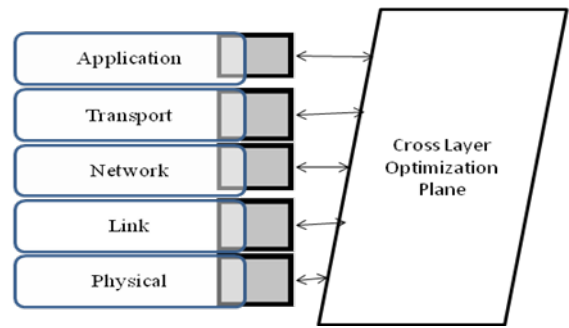 Application
Transport
Network
Link
Physical
Cross Layer
Optimization
Plane